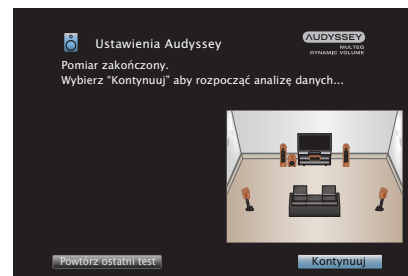 Ustawienia Audyssey
AUDYSSEY
MULTEQ
DYNAMIC VOLUME
Pomiar zakończony.
Wybierz “Kontynuuj” aby rozpocząć analizę danych...
Powtórz ostatni test
Kontynuuj